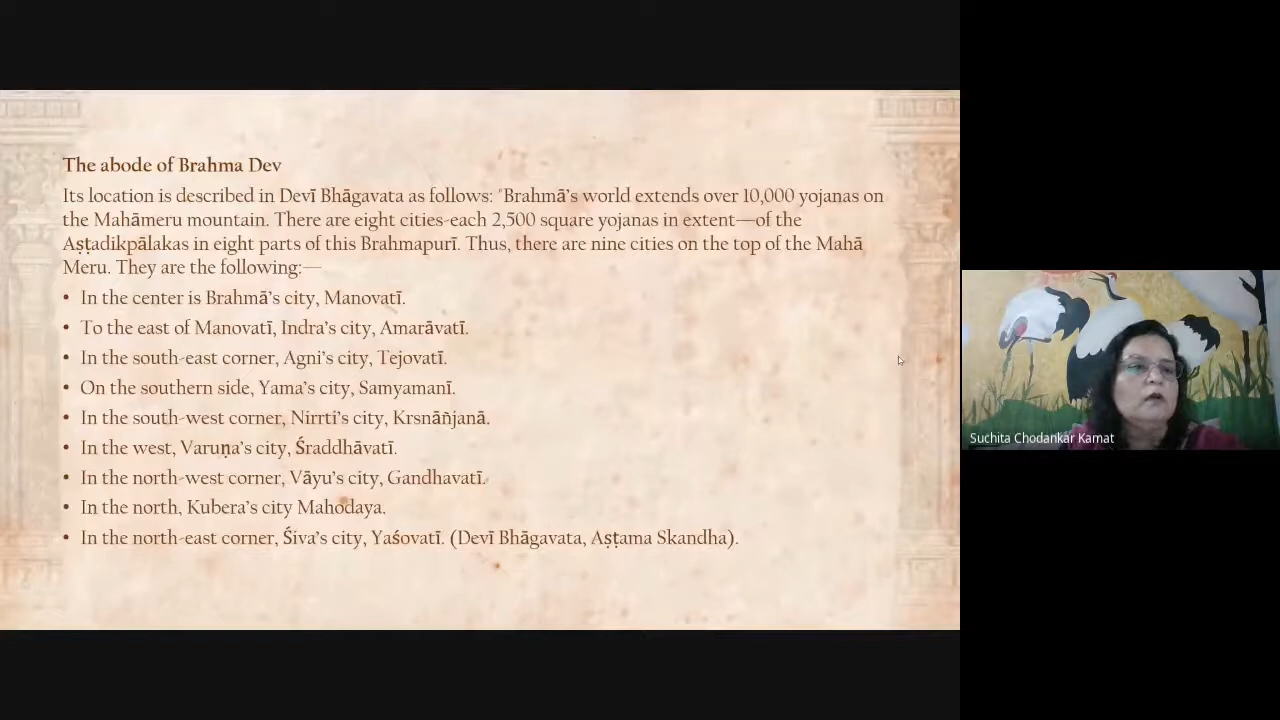 The abode of Brahma Dev
Its location is described in Devī Bhāgavata as follows: "Brahmā's world extends over 10,000 yojanas on
the Mahāmeru mountain. There are eight cities-each 2,500 square yojanas in extent—of the
Aṣṭadikpālakas in eight parts of this Brahmapurī. Thus, there are nine cities on the top of the Mahā
Meru. They are the following:—
• In the center is Brahmā's city, Manovatī.
• To the east of Manovatī, Indra's city, Amarāvatī.
• In the south-east corner, Agni's city, Tejovatī.
• On the southern side, Yama's city, Samyamanī.
• In the south-west corner, Nirrti's city, Krsnāñjanā.
• In the west, Varuṇa's city, Śraddhāvatī.
• In the north-west corner, Vāyu's city, Gandhavatī.
• In the north, Kubera's city Mahodaya.
• In the north-east corner, Śiva's city, Yaśovatī. (Devī Bhāgavata, Aṣṭama Skandha).
Suchita Chodankar Kamat